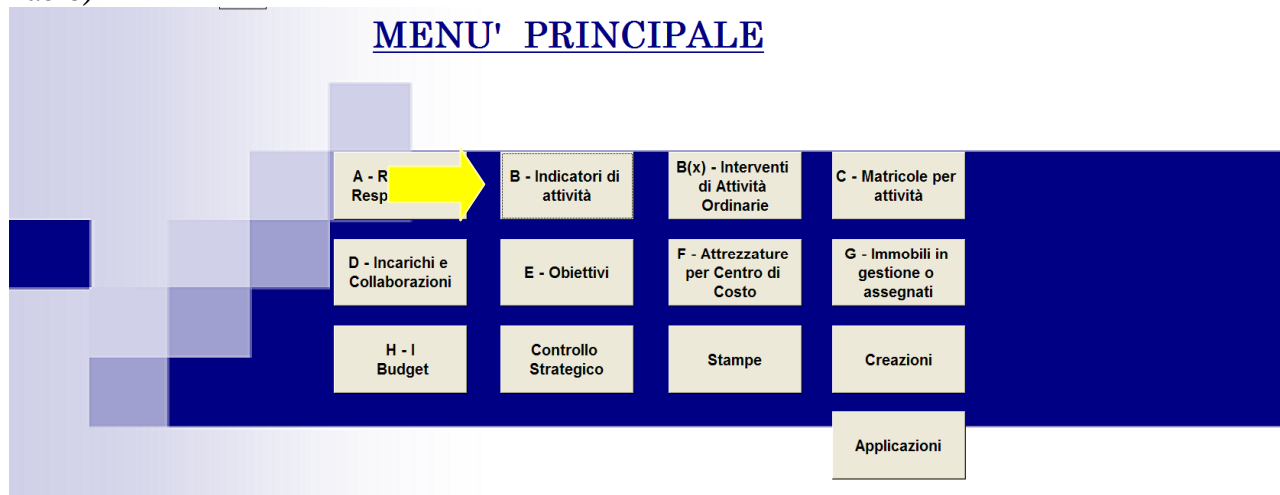 MENU' PRINCIPALE
A - R
Resp
B - Indicatori di
attività
B(x) - Interventi
di Attività
Ordinarie
C - Matricole per
attività
D - Incarichi e
Collaborazioni
E - Obiettivi
F - Attrezzature
per Centro di
Costo
G - Immobili in
gestione o
assegnati
H - I
Budget
Controllo
Strategico
Stampe
Creazioni
Applicazioni